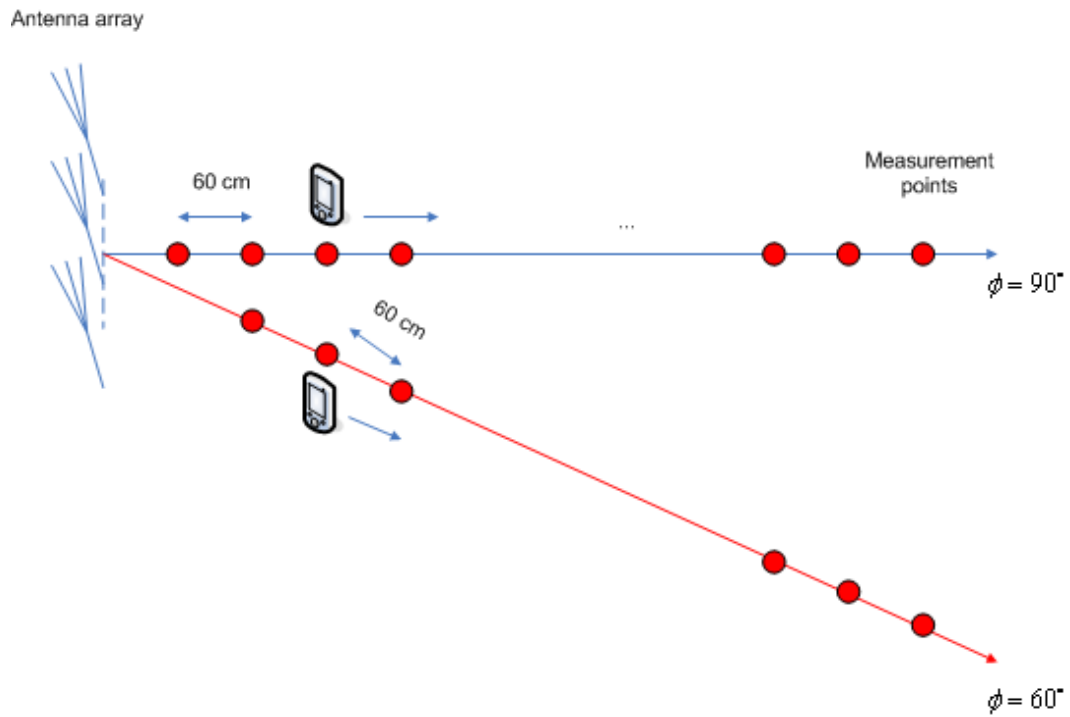 Antenna array
60 cm
Measurement
points
...
ϕ = 90°
60 cm
ϕ = 60°